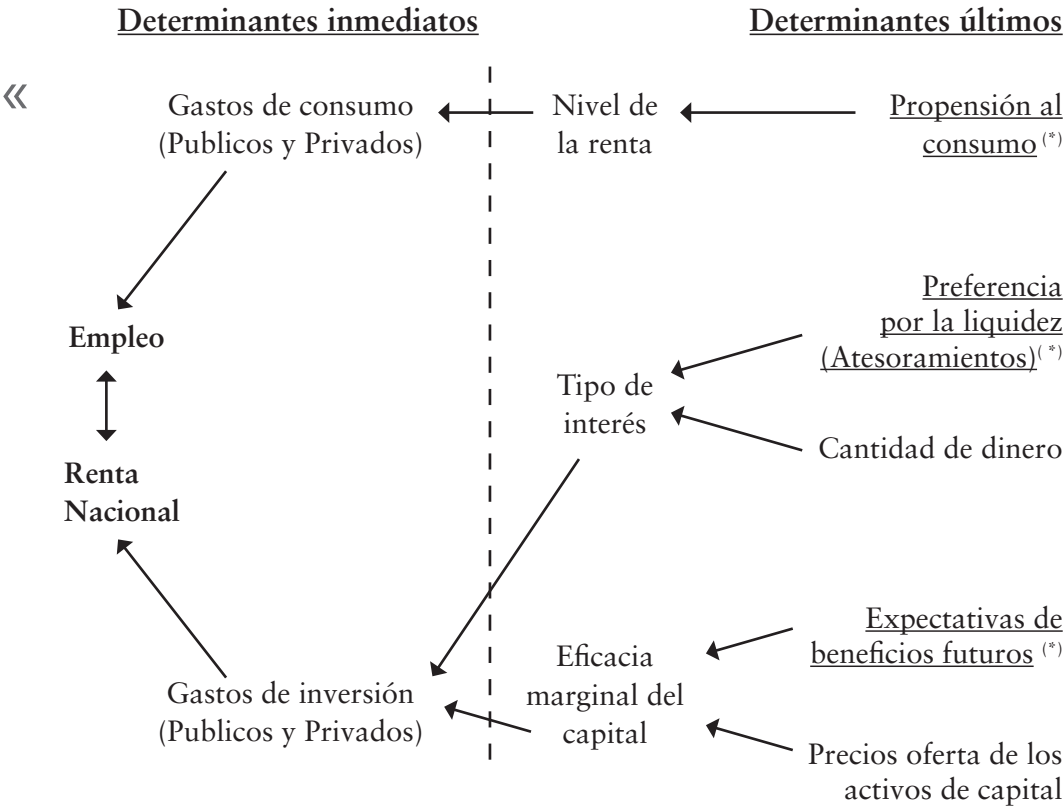 Determinantes inmediatos
Determinantes últimos
«
Gastos de consumo
(Publicos y Privados)
Nivel de
la renta
Propensión al
consumo (*)
Empleo
Renta
Nacional
Tipo de
interés
Preferencia
por la liquidez
(Atesoramientos)(*)
Cantidad de dinero
Gastos de inversión
(Publicos y Privados)
Eficacia
marginal del
capital
Expectativas de
beneficios futuros (*)
Precios oferta de los
activos de capital